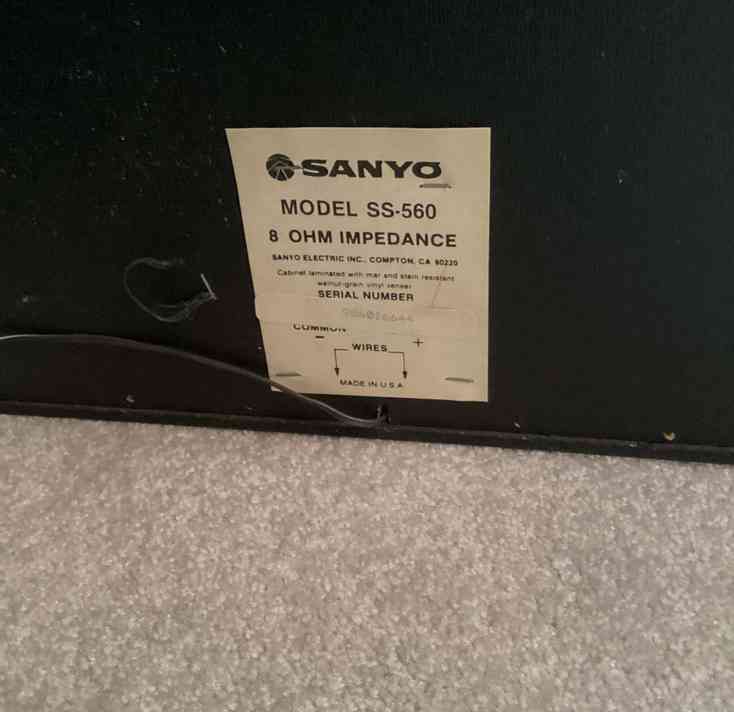 SANYO
MODEL SS-560
8 OHM IMPEDANCE
SANYO ELECTRIC INC., COMPTON, CA 90220
Cabinet laminated with mar and stain resistant
walnut-grain vinyl veneer
SERIAL NUMBER
COMMON
− WIRES +
MADE IN U.S.A